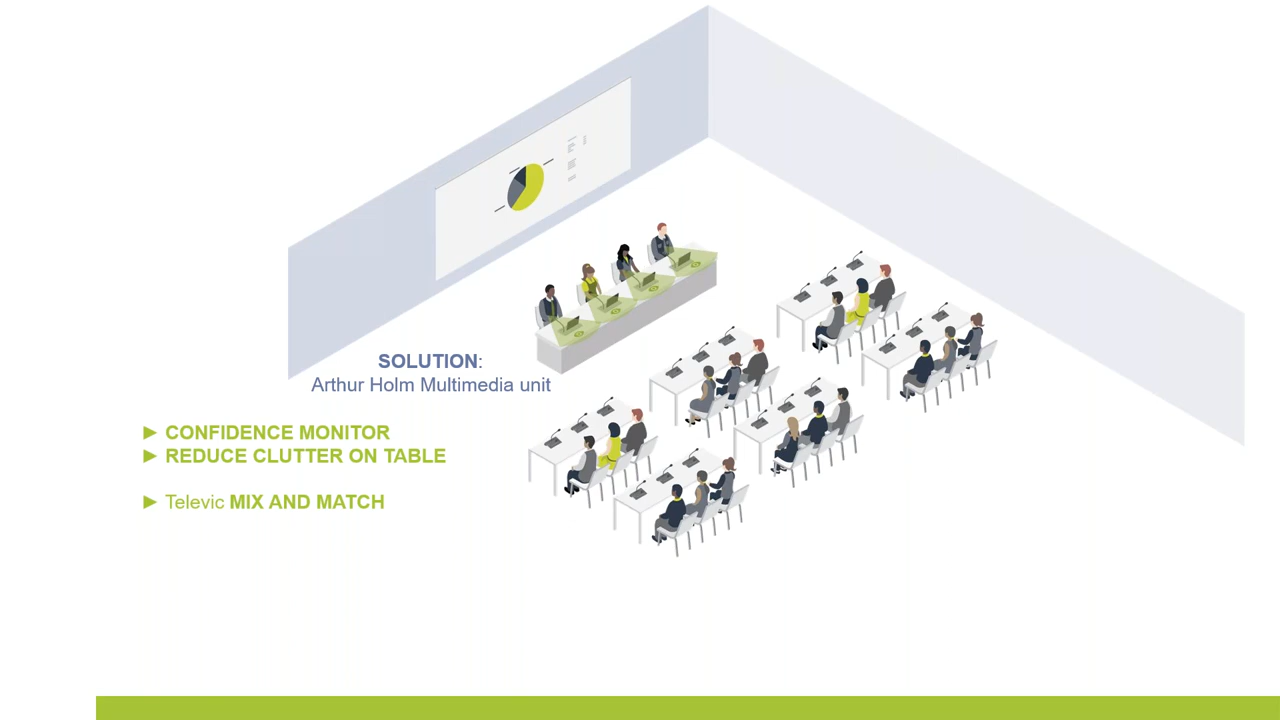 SOLUTION:
Arthur Holm Multimedia unit
► CONFIDENCE MONITOR
► REDUCE CLUTTER ON TABLE
► Televic MIX AND MATCH